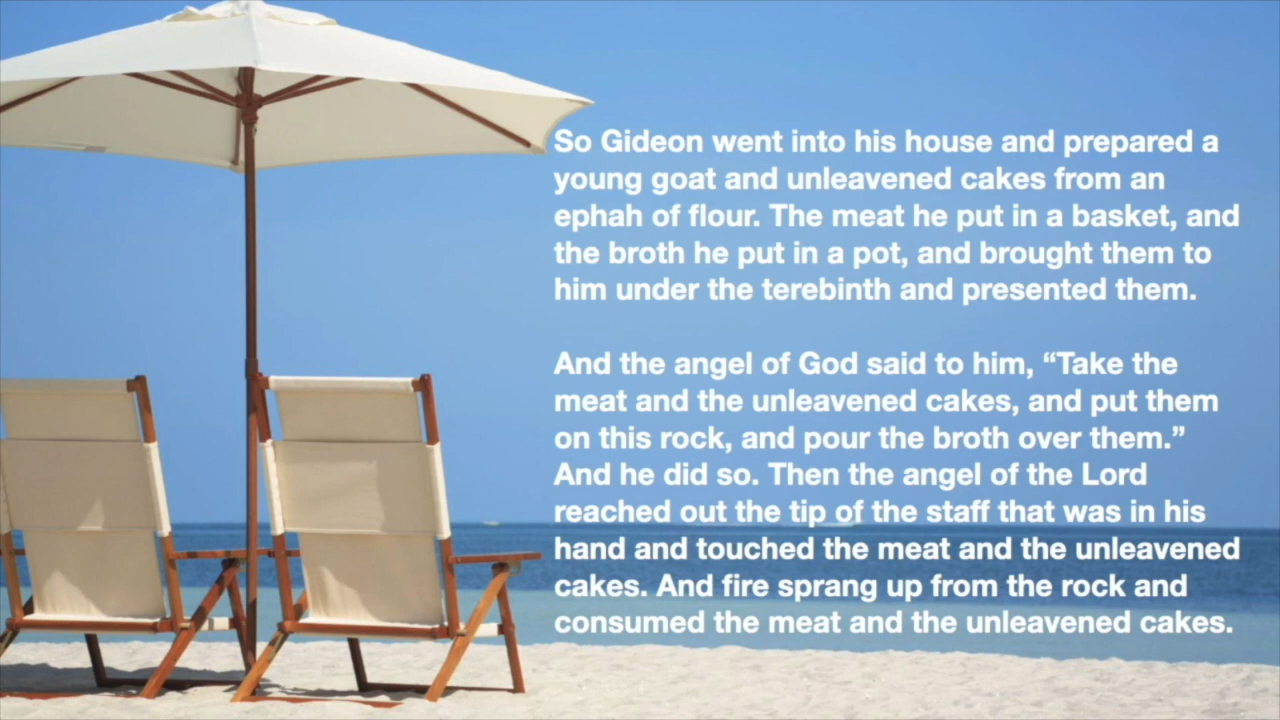 So Gideon went into his house and prepared a
young goat and unleavened cakes from an
ephah of flour. The meat he put in a basket, and
the broth he put in a pot, and brought them to
him under the terebinth and presented them.
And the angel of God said to him, “Take the
meat and the unleavened cakes, and put them
on this rock, and pour the broth over them.”
And he did so. Then the angel of the Lord
reached out the tip of the staff that was in his
hand and touched the meat and the unleavened
cakes. And fire sprang up from the rock and
consumed the meat and the unleavened cakes.